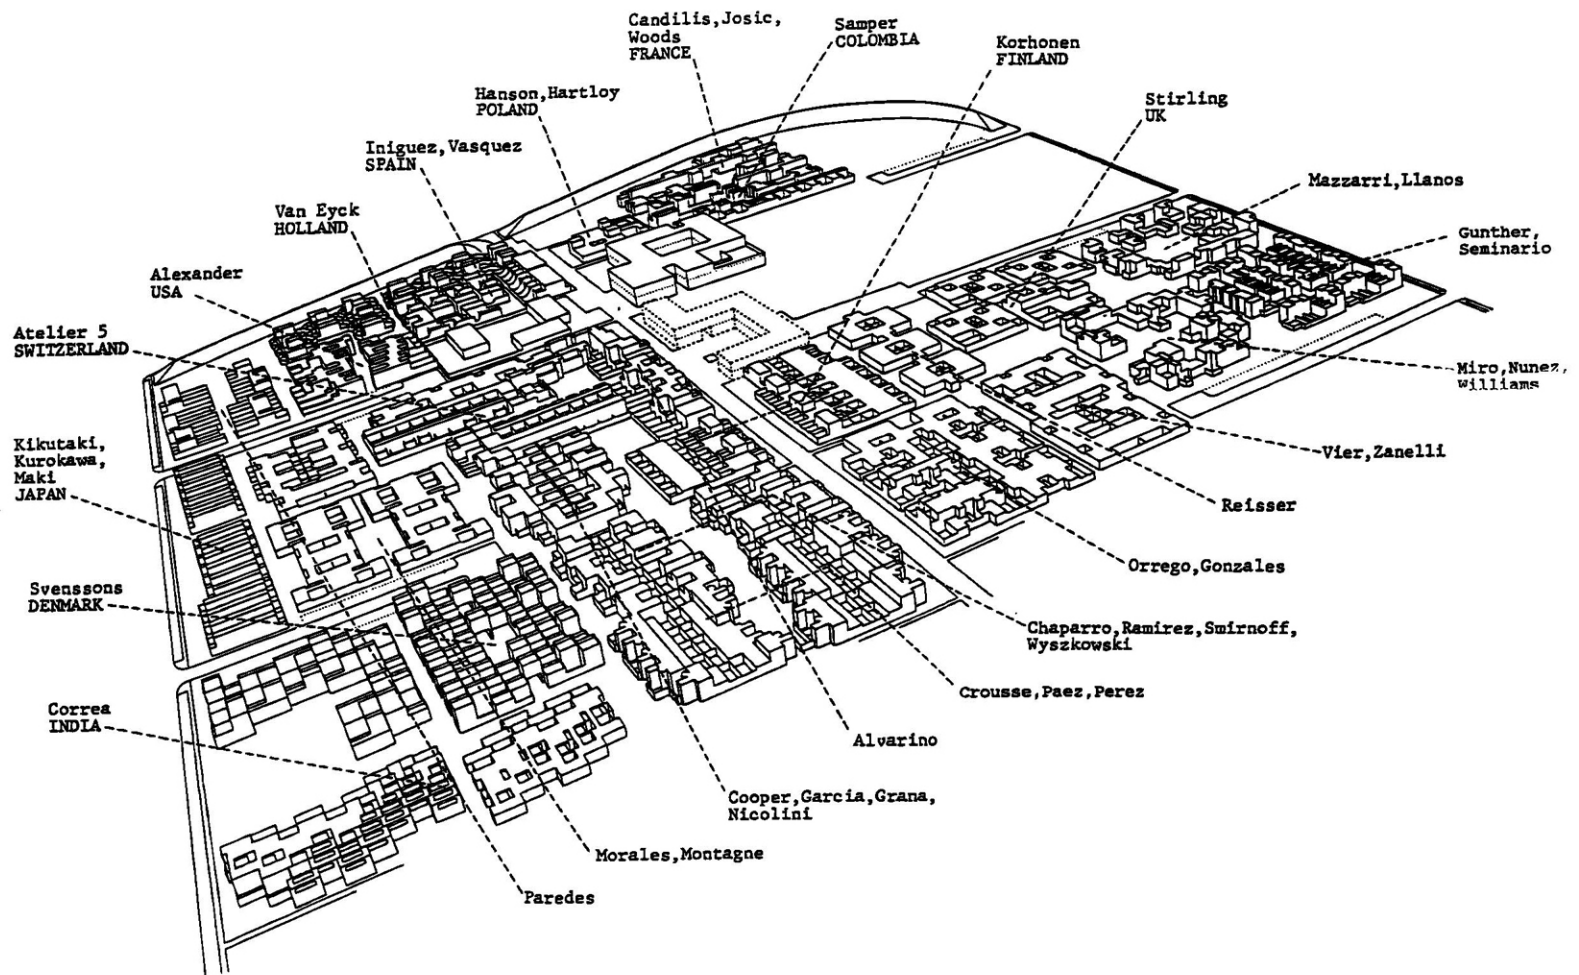 Candilis,Josic,
Woods
FRANCE
Samper
COLOMBIA
Korhonen
FINLAND
Hanson,Hartloy
POLAND
Stirling
UK
Iniguez,Vasquez
SPAIN
Mazzarri,Llanos
Van Eyck
HOLLAND
Gunther,
Seminario
Alexander
USA
Atelier 5
SWITZERLAND
Miro,Nunez,
Williams
Kikutaki,
Kurokawa,
Maki
JAPAN
Vier,Zanelli
Reisser
Orrego,Gonzales
Svenssons
DENMARK
Chaparro,Ramirez,Smirnoff,
Wyszkowski
Crousse,Paez,Perez
Correa
INDIA
Alvarino
Cooper,Garcia,Grana,
Nicolini
Morales,Montagne
Paredes